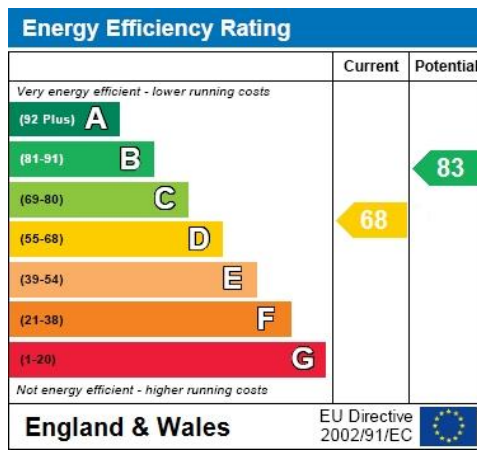 Energy Efficiency Rating
Current Potential
Very energy efficient - lower running costs
(92 Plus) A
(81-91) B
83
(69-80) C
68
(55-68) D
(39-54) E
(21-38) F
(1-20) G
Not energy efficient - higher running costs
England & Wales
EU Directive
2002/91/EC